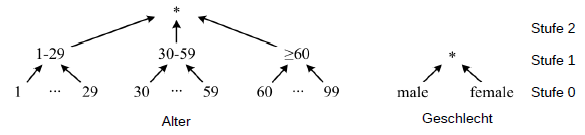 * Stufe 2
1-29 30-59 ≥60 * Stufe 1
1 ... 29 30 ... 59 60 ... 99 male female Stufe 0
Alter Geschlecht